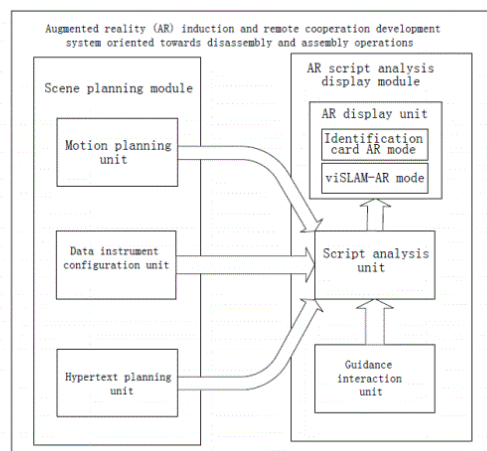 Augmented reality (AR) induction and remote cooperation development
system oriented towards disassembly and assembly operations
Scene planning module
Motion planning
unit
Data instrument
configuration unit
Hypertext planning
unit
AR script analysis
display module
AR display unit
Identification
card AR mode
viSLAM-AR mode
Script analysis
unit
Guidance
interaction
unit